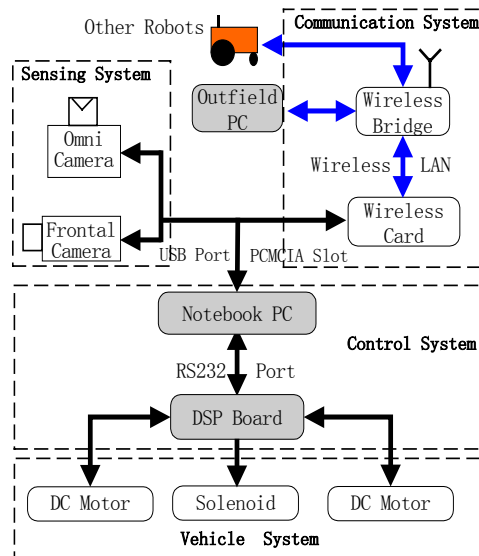 Other Robots
Communication System
Sensing System
Outfield
PC
Wireless
Bridge
Omni
Camera
Wireless LAN
Frontal
Camera
Wireless
Card
USB Port
PCMCIA Slot
Notebook PC
Control System
RS232 Port
DSP Board
DC Motor
Solenoid
DC Motor
Vehicle System